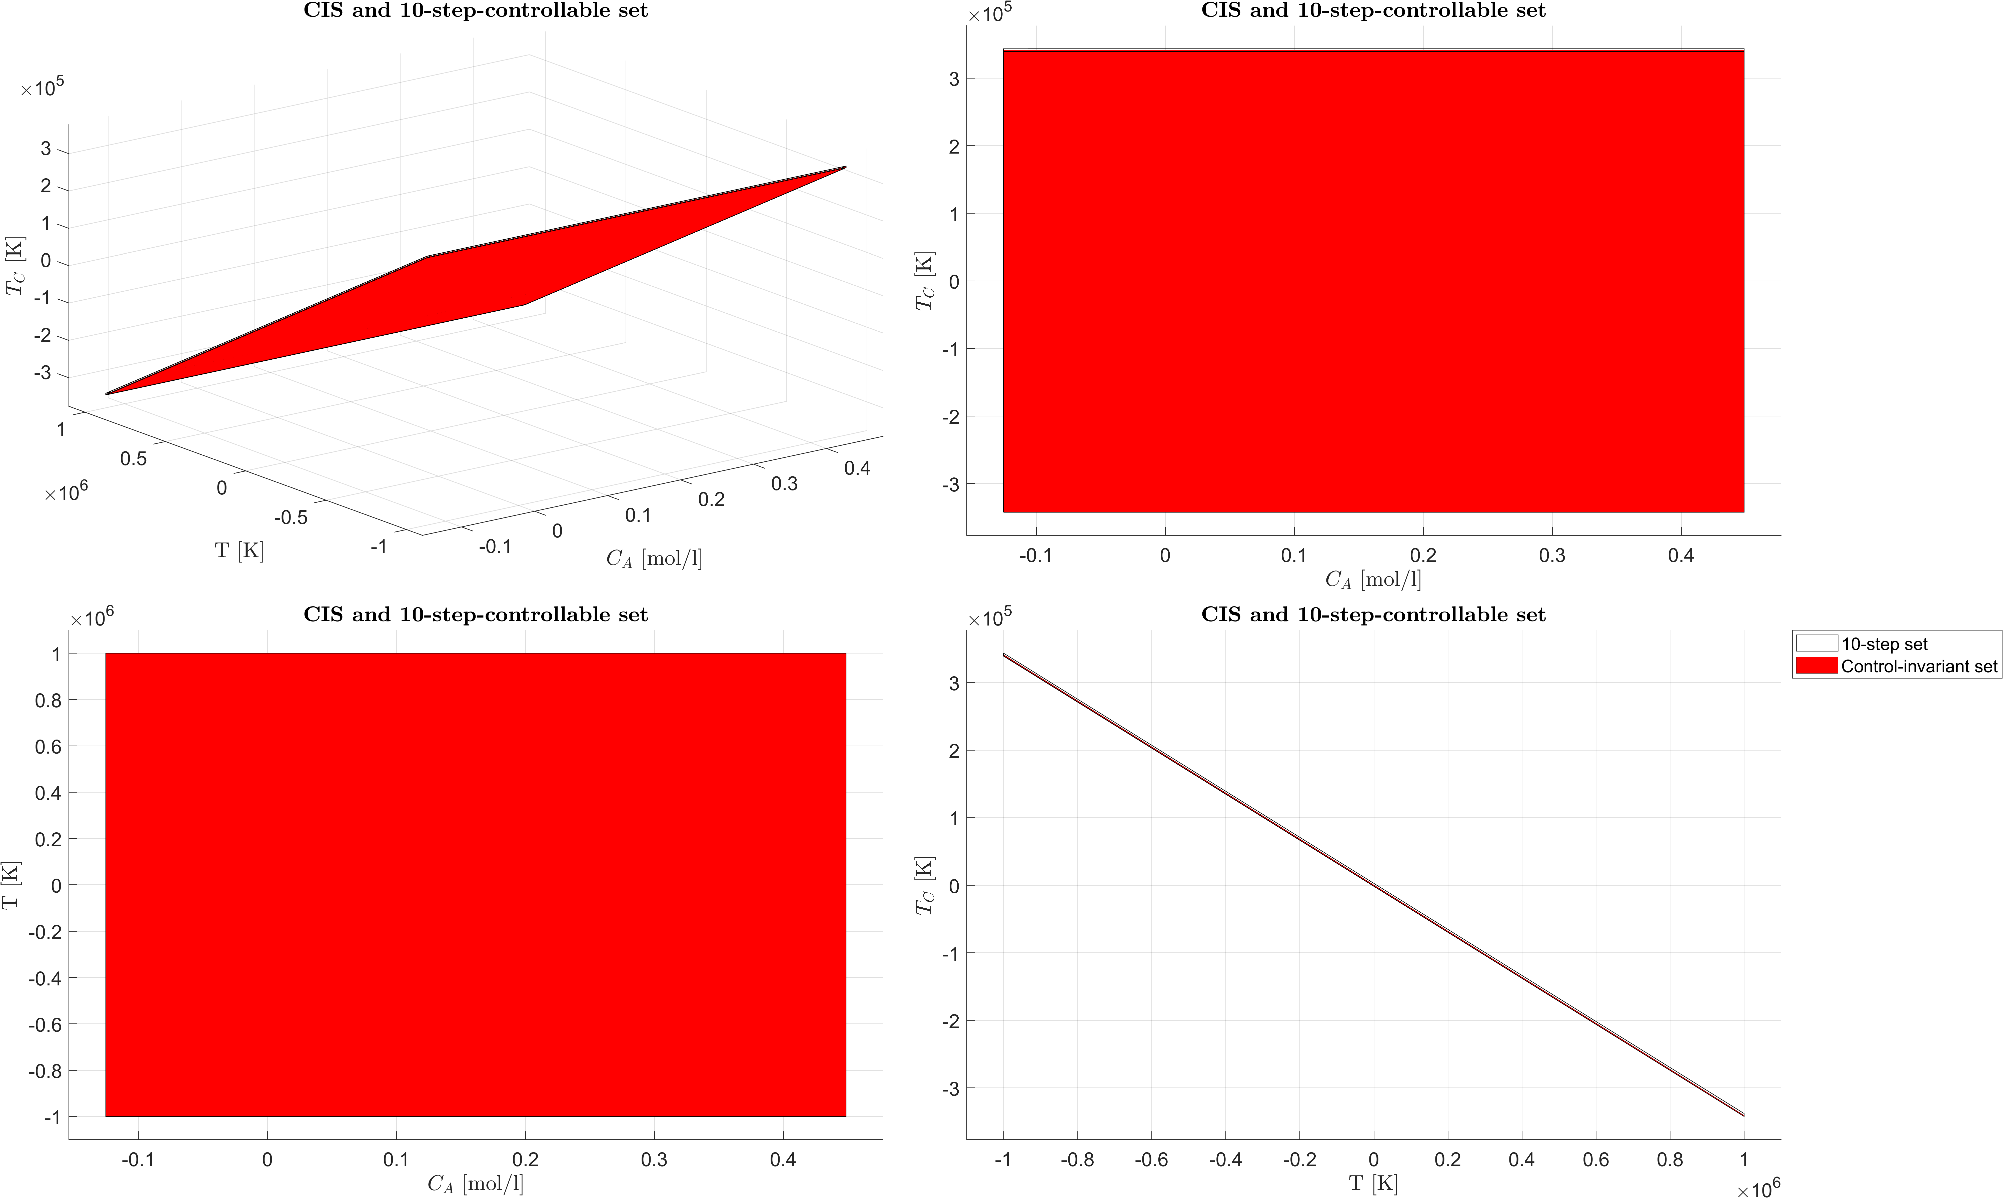 CIS and 10-step-controllable set
×10^5
3
2
1
0
-1
-2
-3
T_C [K]
1
0.5
0
-0.5
-1
×10^6
T [K]
-0.1
0
0.1
0.2
0.3
0.4
C_A [mol/l]
CIS and 10-step-controllable set
×10^5
3
2
1
0
-1
-2
-3
T_C [K]
-0.1 0 0.1 0.2 0.3 0.4
C_A [mol/l]
CIS and 10-step-controllable set
×10^6
1
0.8
0.6
0.4
0.2
0
-0.2
-0.4
-0.6
-0.8
-1
T [K]
-0.1 0 0.1 0.2 0.3 0.4
C_A [mol/l]
CIS and 10-step-controllable set
×10^5
3
2
1
0
-1
-2
-3
T_C [K]
-1 -0.8 -0.6 -0.4 -0.2 0 0.2 0.4 0.6 0.8 1
T [K]
×10^6
10-step set
Control-invariant set